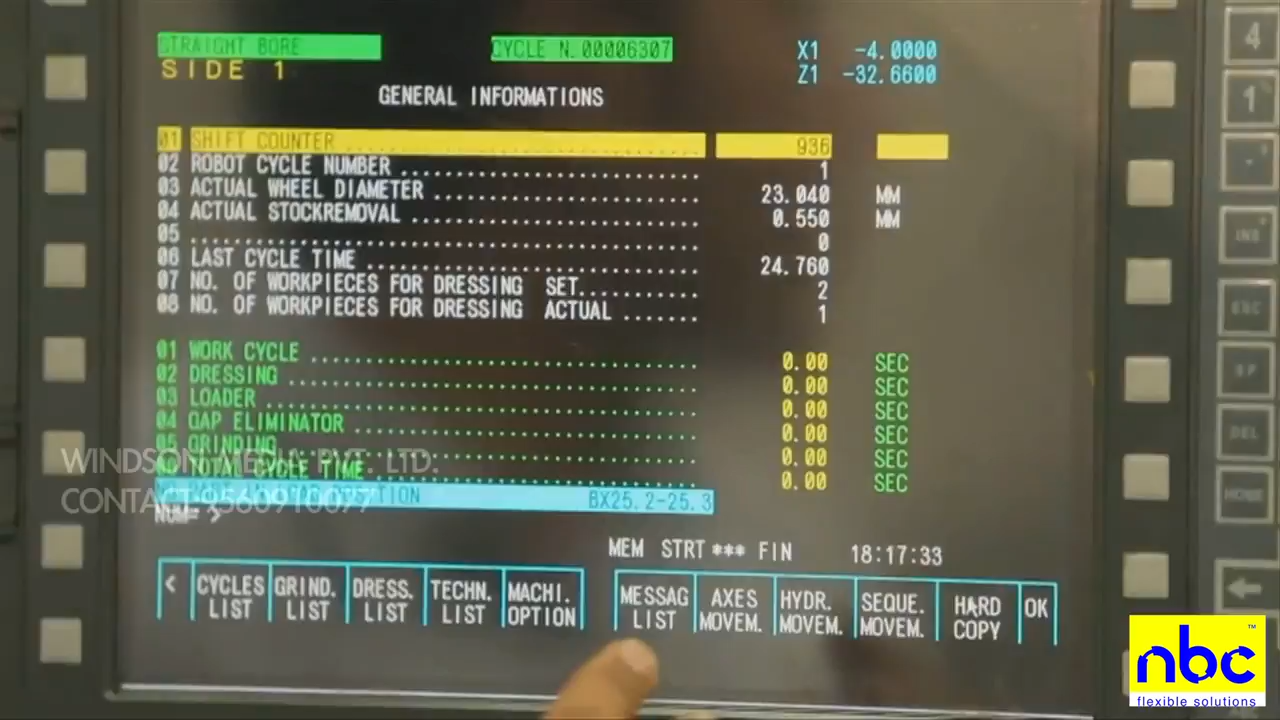 STRAIGHT BORE CYCLE N.00006307 X1 -4.0000
SIDE 1 Z1 -32.6600
GENERAL INFORMATIONS
01 SHIFT COUNTER 936
02 ROBOT CYCLE NUMBER 1
03 ACTUAL WHEEL DIAMETER 23.040 MM
04 ACTUAL STOCKREMOVAL 0.550 MM
05 0
06 LAST CYCLE TIME 24.760
07 NO. OF WORKPIECES FOR DRESSING SET 2
08 NO. OF WORKPIECES FOR DRESSING ACTUAL 1
01 WORK CYCLE 0.00 SEC
02 DRESSING 0.00 SEC
03 LOADER 0.00 SEC
04 GAP ELIMINATOR 0.00 SEC
05 GRINDING 0.00 SEC
TOTAL CYCLE TIME 0.00 SEC
BX25.2-25.3
NUM= >
MEM STRT *** FIN 18:17:33
< CYCLES LIST GRIND. LIST DRESS. LIST TECHN. LIST MACHI. OPTION MESSAG LIST AXES MOVEM. HYDR. MOVEM. SEQUE. MOVEM. HARD COPY OK
WINDSON MEDIA PVT. LTD.
CONTACT-9560910077
4
1
INS
ESC
SP
DEL
HOME
nbc™
flexible solutions